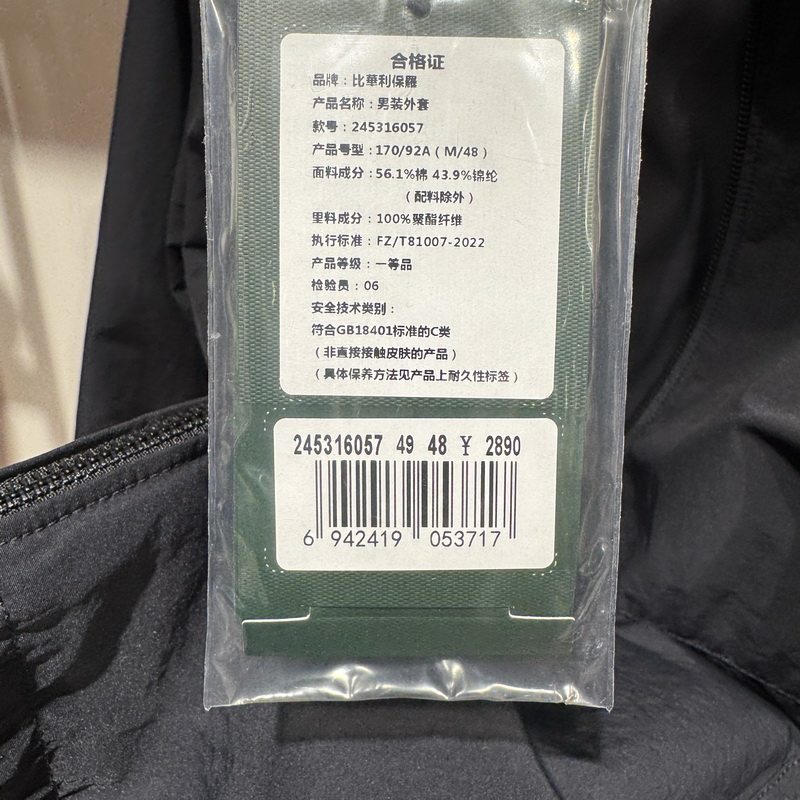 合格证
品牌：比華利保羅
产品名称：男装外套
款号：245316057
产品号型：170/92A（M/48）
面料成分：56.1%棉 43.9%锦纶
（配料除外）
里料成分：100%聚酯纤维
执行标准：FZ/T81007-2022
产品等级：一等品
检验员：06
安全技术类别：
符合GB18401标准的C类
（非直接接触皮肤的产品）
（具体保养方法见产品上耐久性标签）
245316057 49 48 ¥ 2890
6 942419 053717